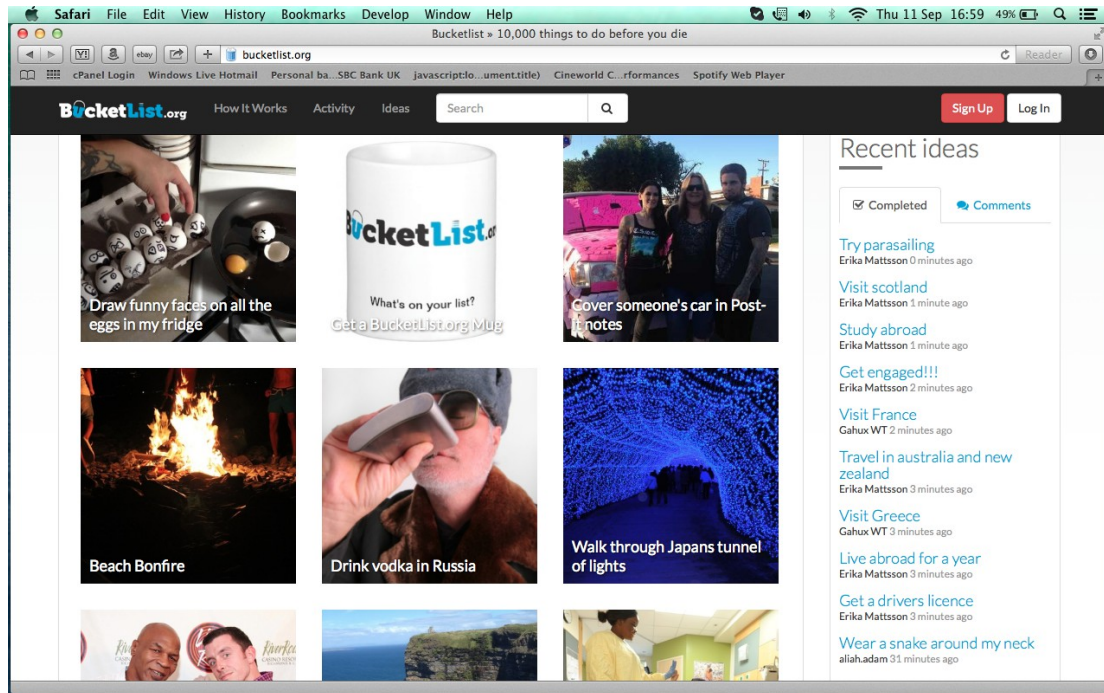 Safari File Edit View History Bookmarks Develop Window Help Thu 11 Sep 16:59 49%
Bucketlist » 10,000 things to do before you die
Y! ebay + bucketlist.org Reader
cPanel Login Windows Live Hotmail Personal ba...SBC Bank UK javascript:lo...ument.title) Cineworld C...rformances Spotify Web Player
BucketList.org How It Works Activity Ideas Search Sign Up Log In
Draw funny faces on all the
eggs in my fridge
BucketList.or
What's on your list?
Get a BucketList.org Mug
Cover someone's car in Post-
it notes
Beach Bonfire
Drink vodka in Russia
Walk through Japans tunnel
of lights
Recent ideas
Completed Comments
Try parasailing
Erika Mattsson 0 minutes ago
Visit scotland
Erika Mattsson 1 minute ago
Study abroad
Erika Mattsson 1 minute ago
Get engaged!!!
Erika Mattsson 2 minutes ago
Visit France
Gahux WT 2 minutes ago
Travel in australia and new
zealand
Erika Mattsson 3 minutes ago
Visit Greece
Gahux WT 3 minutes ago
Live abroad for a year
Erika Mattsson 3 minutes ago
Get a drivers licence
Erika Mattsson 3 minutes ago
Wear a snake around my neck
aliah.adam 31 minutes ago